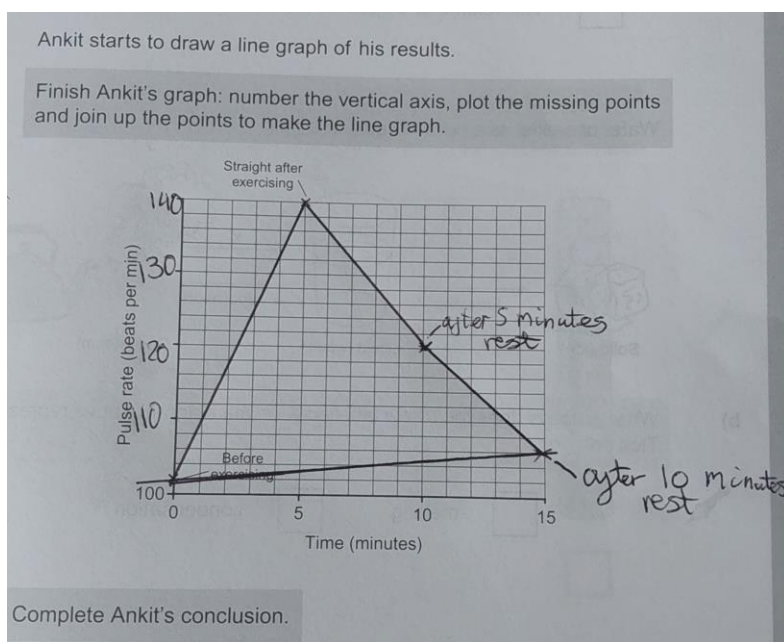 Ankit starts to draw a line graph of his results.
Finish Ankit's graph: number the vertical axis, plot the missing points
and join up the points to make the line graph.
Straight after
exercising
140
130
120
110
100
Pulse rate (beats per min)
after 5 minutes
rest
Before
exercising
after 10 minutes
rest
0 5 10 15
Time (minutes)
Complete Ankit's conclusion.